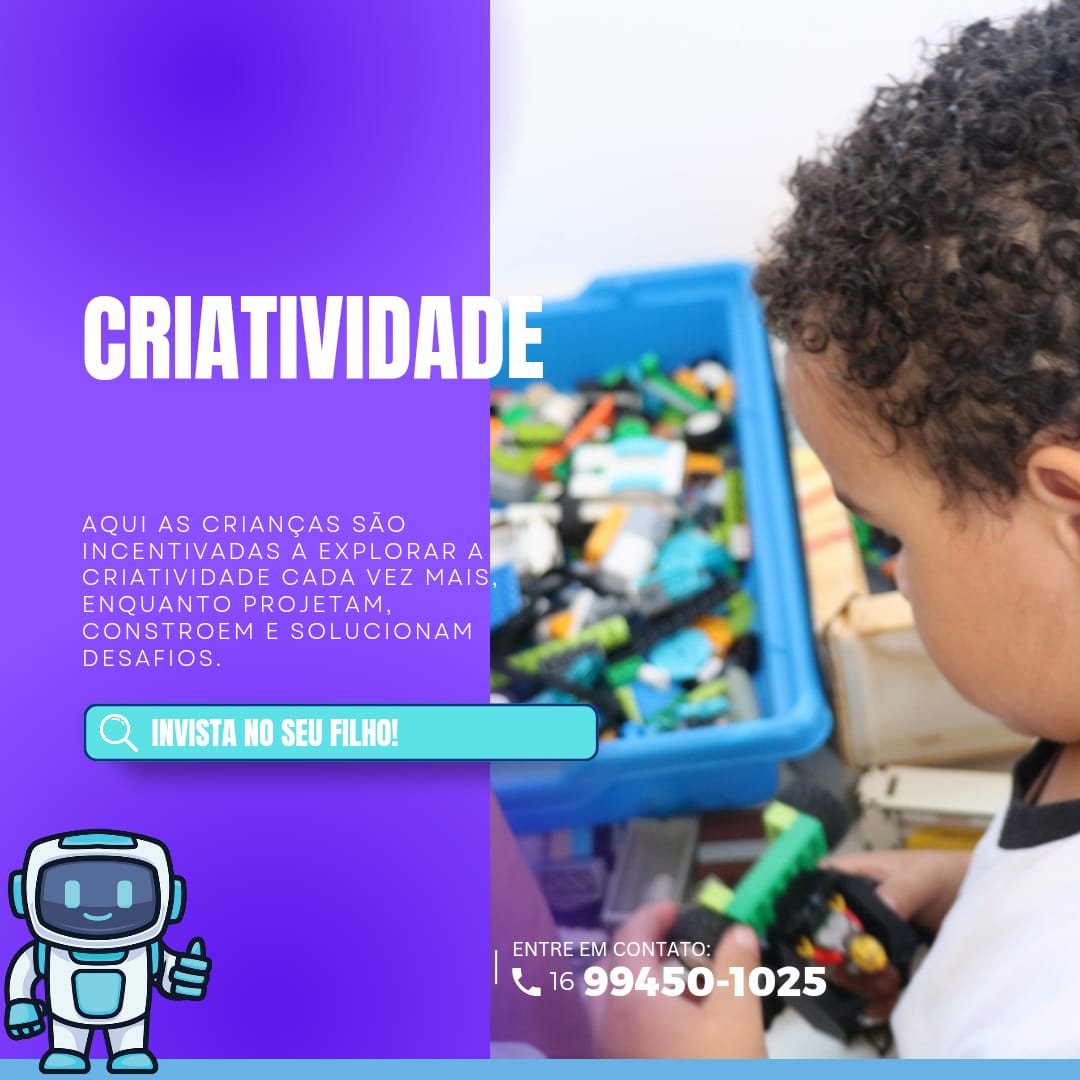 CRIATIVIDADE
AQUI AS CRIANÇAS SÃO
INCENTIVADAS A EXPLORAR A
CRIATIVIDADE CADA VEZ MAIS,
ENQUANTO PROJETAM,
CONSTROEM E SOLUCIONAM
DESAFIOS.
INVISTA NO SEU FILHO!
ENTRE EM CONTATO:
16 99450-1025